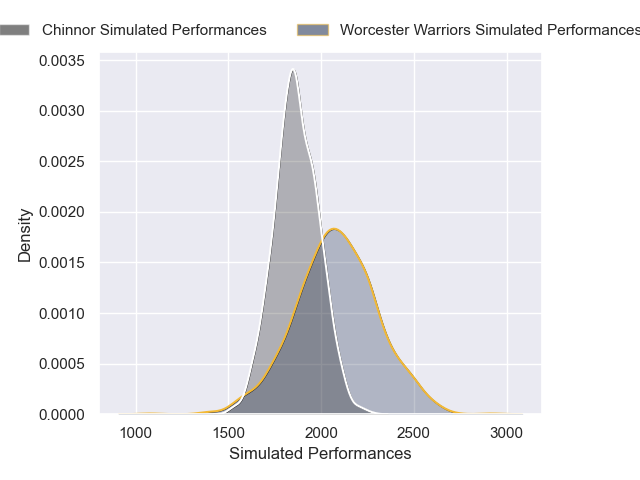 Chinnor Simulated Performances
Worcester Warriors Simulated Performances
0.0035
0.0030
0.0025
0.0020
0.0015
0.0010
0.0005
0.0000
Density
1000 1500 2000 2500 3000
Simulated Performances